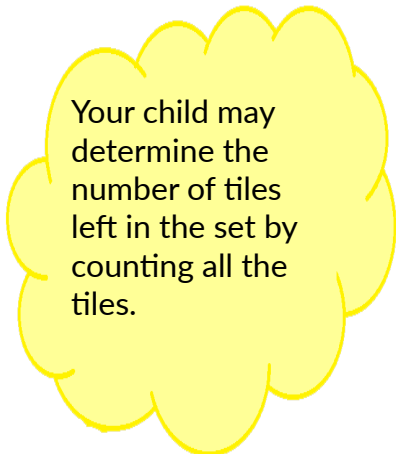 Your child may
determine the
number of tiles
left in the set by
counting all the
tiles.